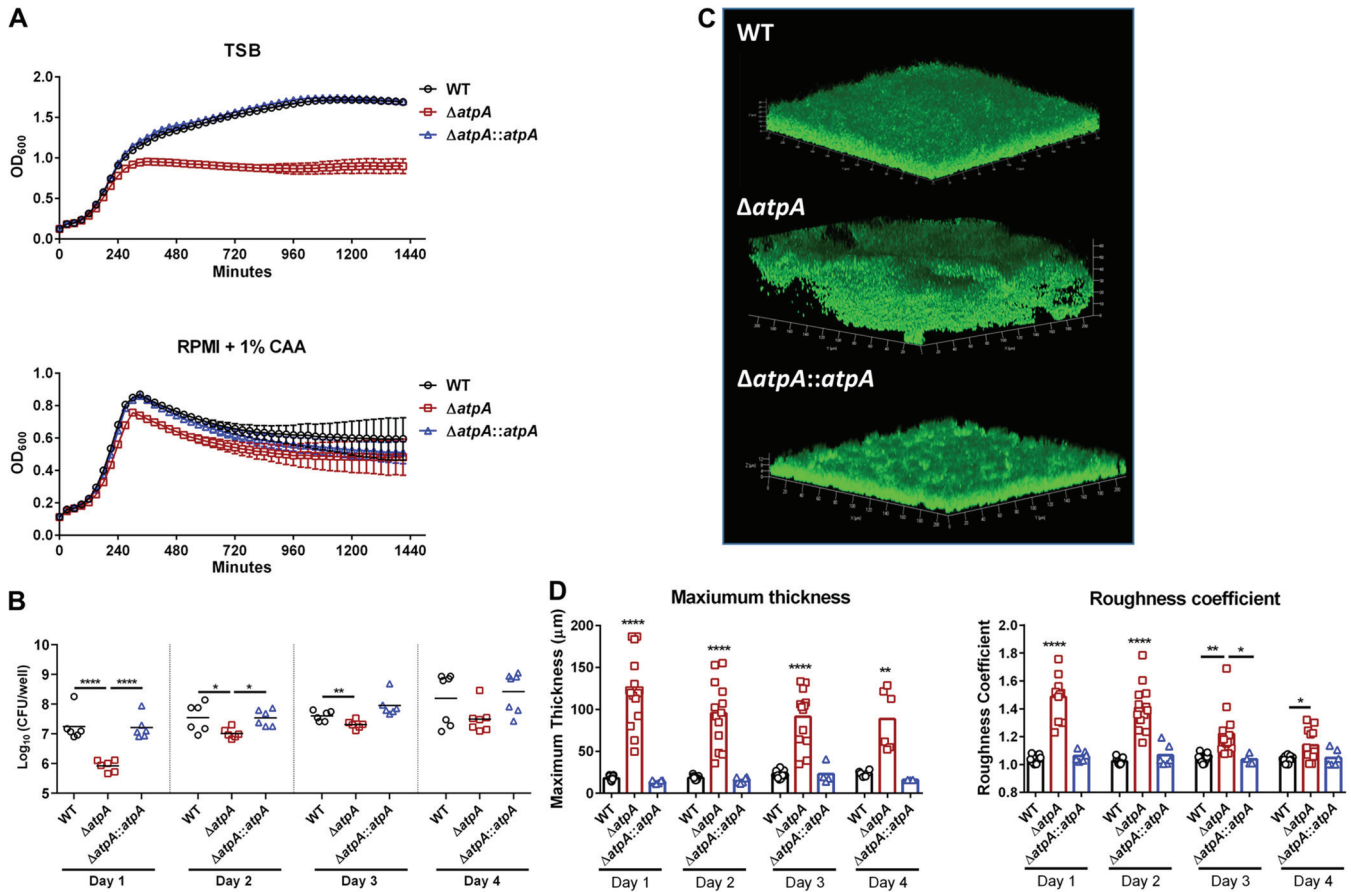 A
TSB
2.0
1.5
1.0
0.5
0.0
OD600
0 240 480 720 960 1200 1440
Minutes
WT
ΔatpA
ΔatpA::atpA
RPMI + 1% CAA
1.0
0.8
0.6
0.4
0.2
0.0
OD600
0 240 480 720 960 1200 1440
Minutes
WT
ΔatpA
ΔatpA::atpA
C
WT
ΔatpA
ΔatpA::atpA
B
10
9
8
7
6
5
Log10 (CFU/well)
**** ****
* *
**
WT ΔatpA ΔatpA::atpA WT ΔatpA ΔatpA::atpA WT ΔatpA ΔatpA::atpA WT ΔatpA ΔatpA::atpA
Day 1 Day 2 Day 3 Day 4
D
Maxiumum thickness
200
150
100
50
0
Maximum Thickness (μm)
**** **** **** **
WT ΔatpA ΔatpA::atpA WT ΔatpA ΔatpA::atpA WT ΔatpA ΔatpA::atpA WT ΔatpA ΔatpA::atpA
Day 1 Day 2 Day 3 Day 4
Roughness coefficient
2.0
1.8
1.6
1.4
1.2
1.0
0.8
Roughness Coefficient
**** **** ** * *
WT ΔatpA ΔatpA::atpA WT ΔatpA ΔatpA::atpA WT ΔatpA ΔatpA::atpA WT ΔatpA ΔatpA::atpA
Day 1 Day 2 Day 3 Day 4